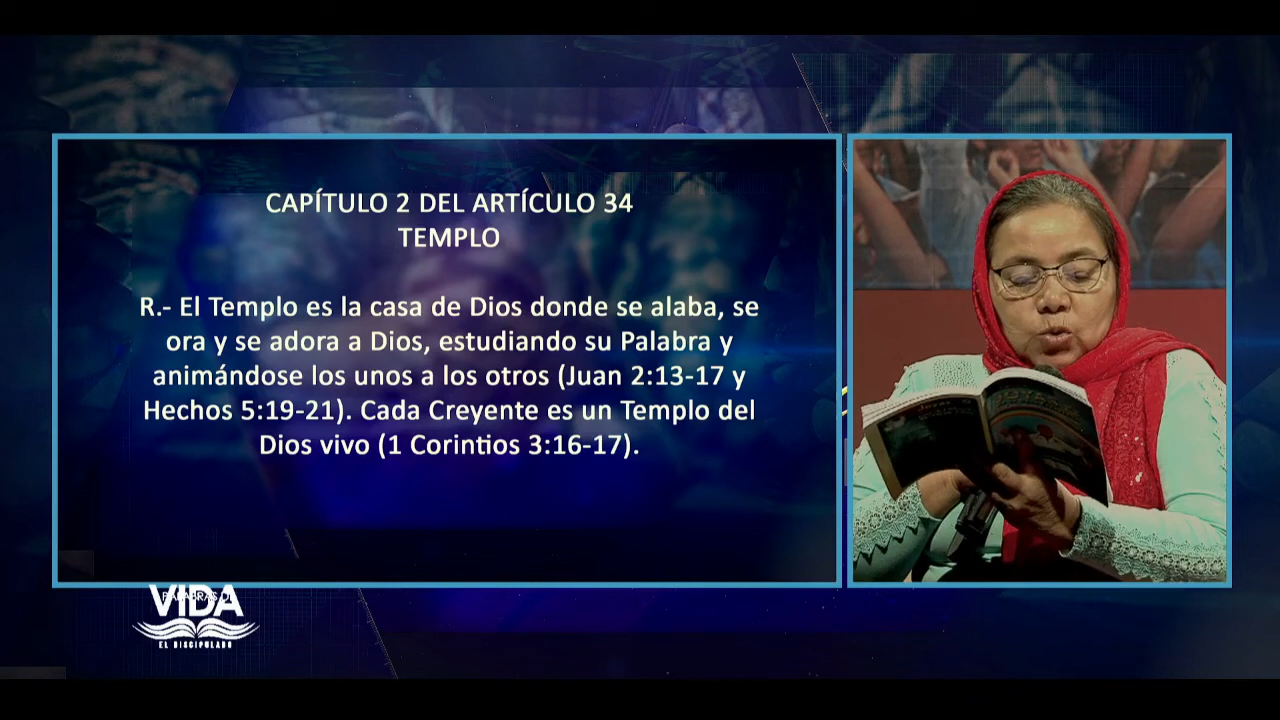 CAPÍTULO 2 DEL ARTÍCULO 34
TEMPLO
R.- El Templo es la casa de Dios donde se alaba, se
ora y se adora a Dios, estudiando su Palabra y
animándose los unos a los otros (Juan 2:13-17 y
Hechos 5:19-21). Cada Creyente es un Templo del
Dios vivo (1 Corintios 3:16-17).
PALABRAS DE
VIDA
EL DISCIPULADO